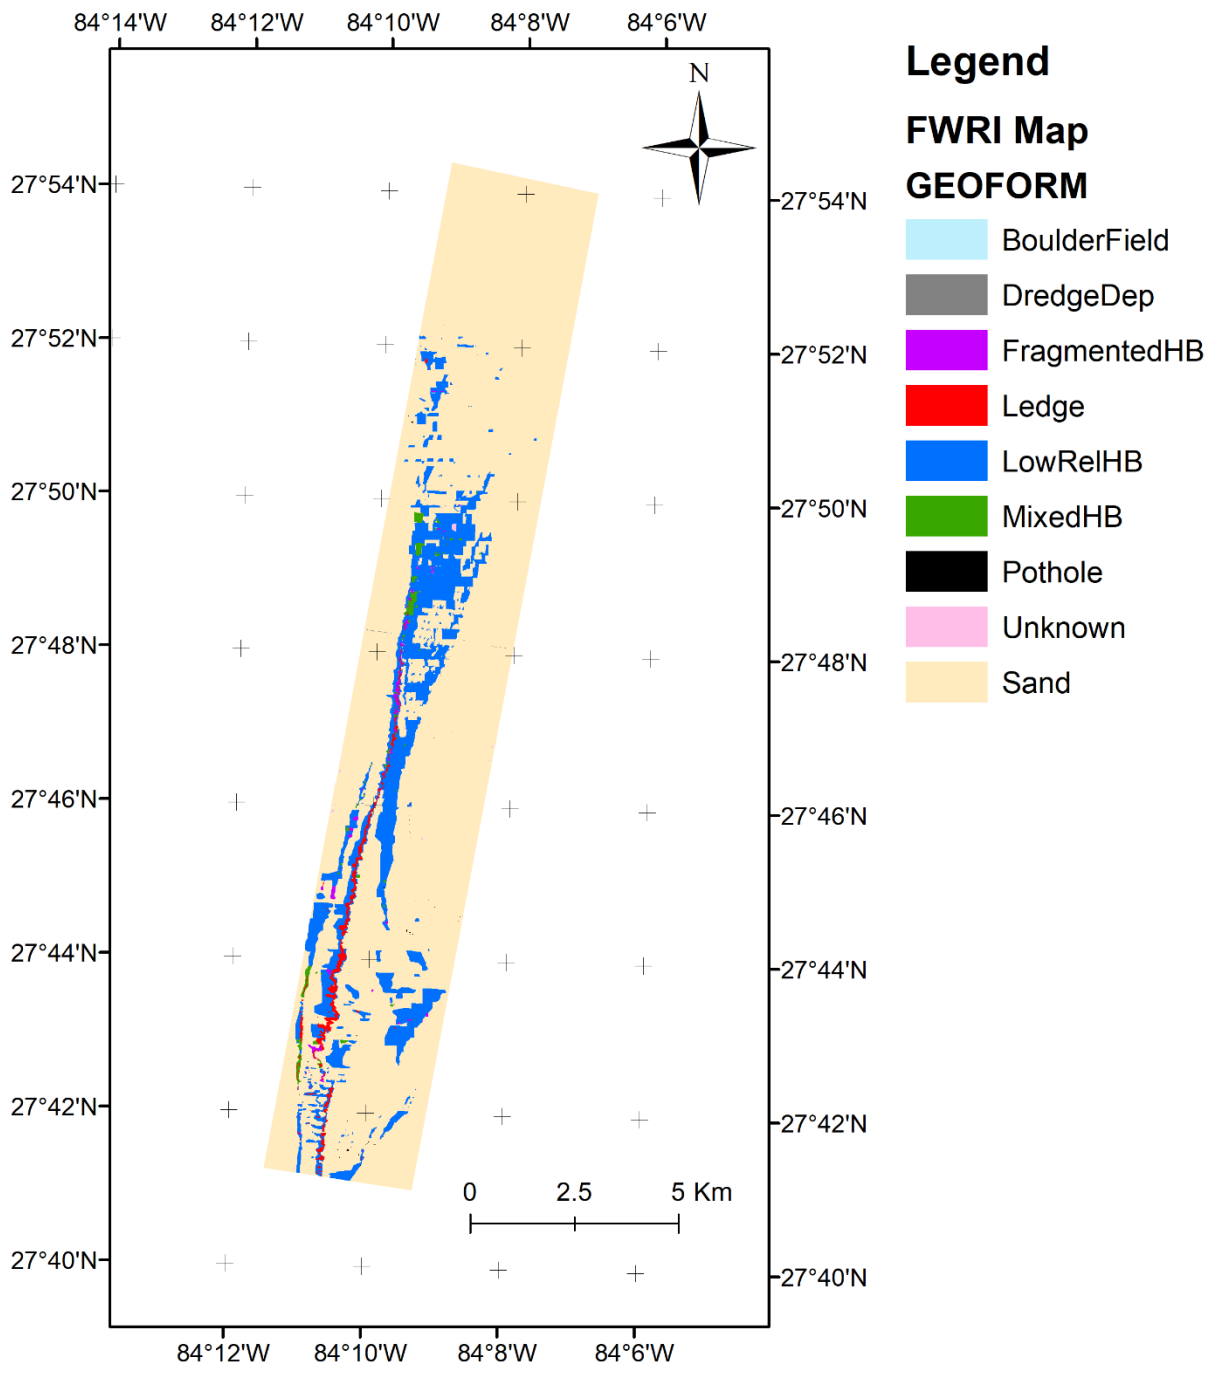 84°14'W 84°12'W 84°10'W 84°8'W 84°6'W
N
27°54'N
27°52'N
27°50'N
27°48'N
27°46'N
27°44'N
27°42'N
27°40'N
27°54'N
27°52'N
27°50'N
27°48'N
27°46'N
27°44'N
27°42'N
27°40'N
0 2.5 5 Km
84°12'W 84°10'W 84°8'W 84°6'W
Legend
FWRI Map
GEOFORM
BoulderField
DredgeDep
FragmentedHB
Ledge
LowRelHB
MixedHB
Pothole
Unknown
Sand